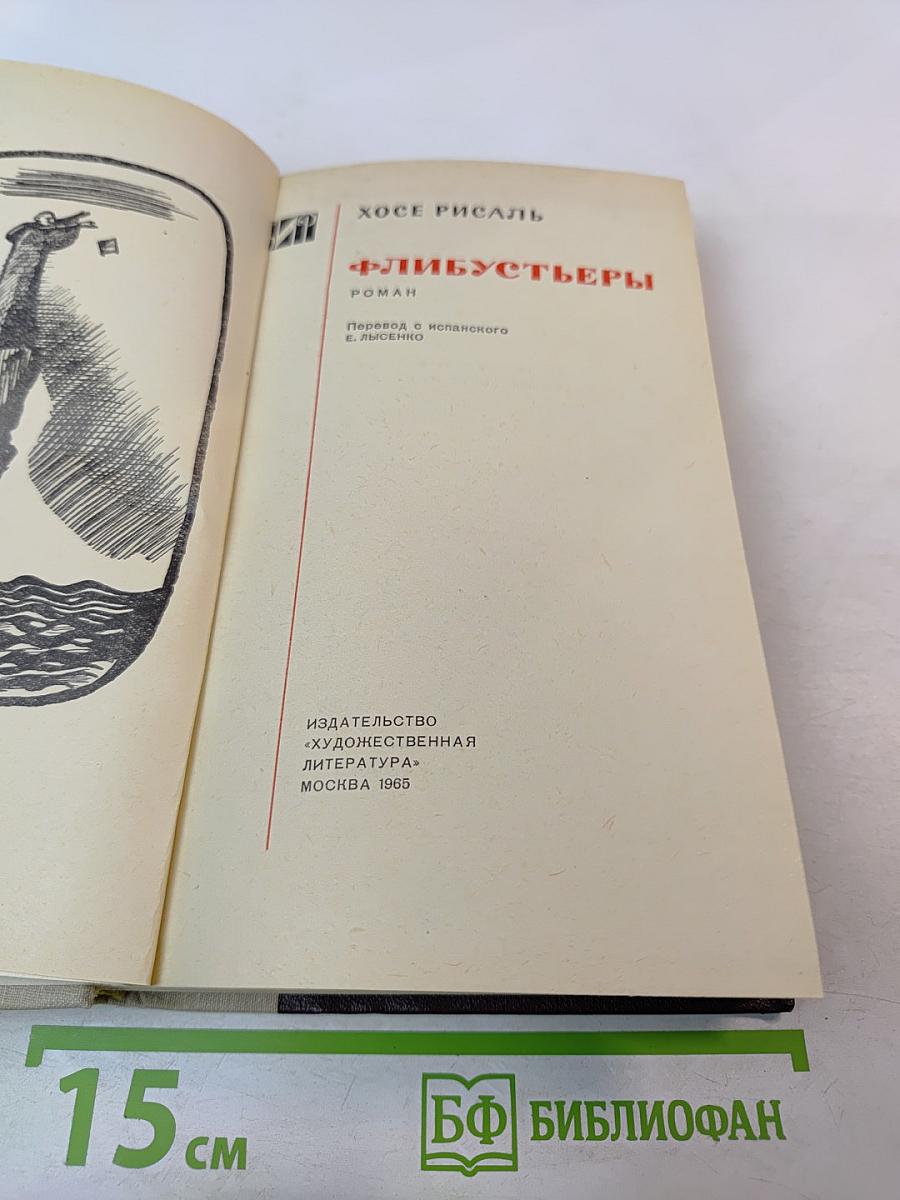 ХОСЕ РИСАЛЬ
ФЛИБУСТЬЕРЫ
РОМАН
Перевод с испанского
Е. ЛЫСЕНКО
ИЗДАТЕЛЬСТВО
«ХУДОЖЕСТВЕННАЯ
ЛИТЕРАТУРА»
МОСКВА 1965
15 см
БФ БИБЛИОФАН